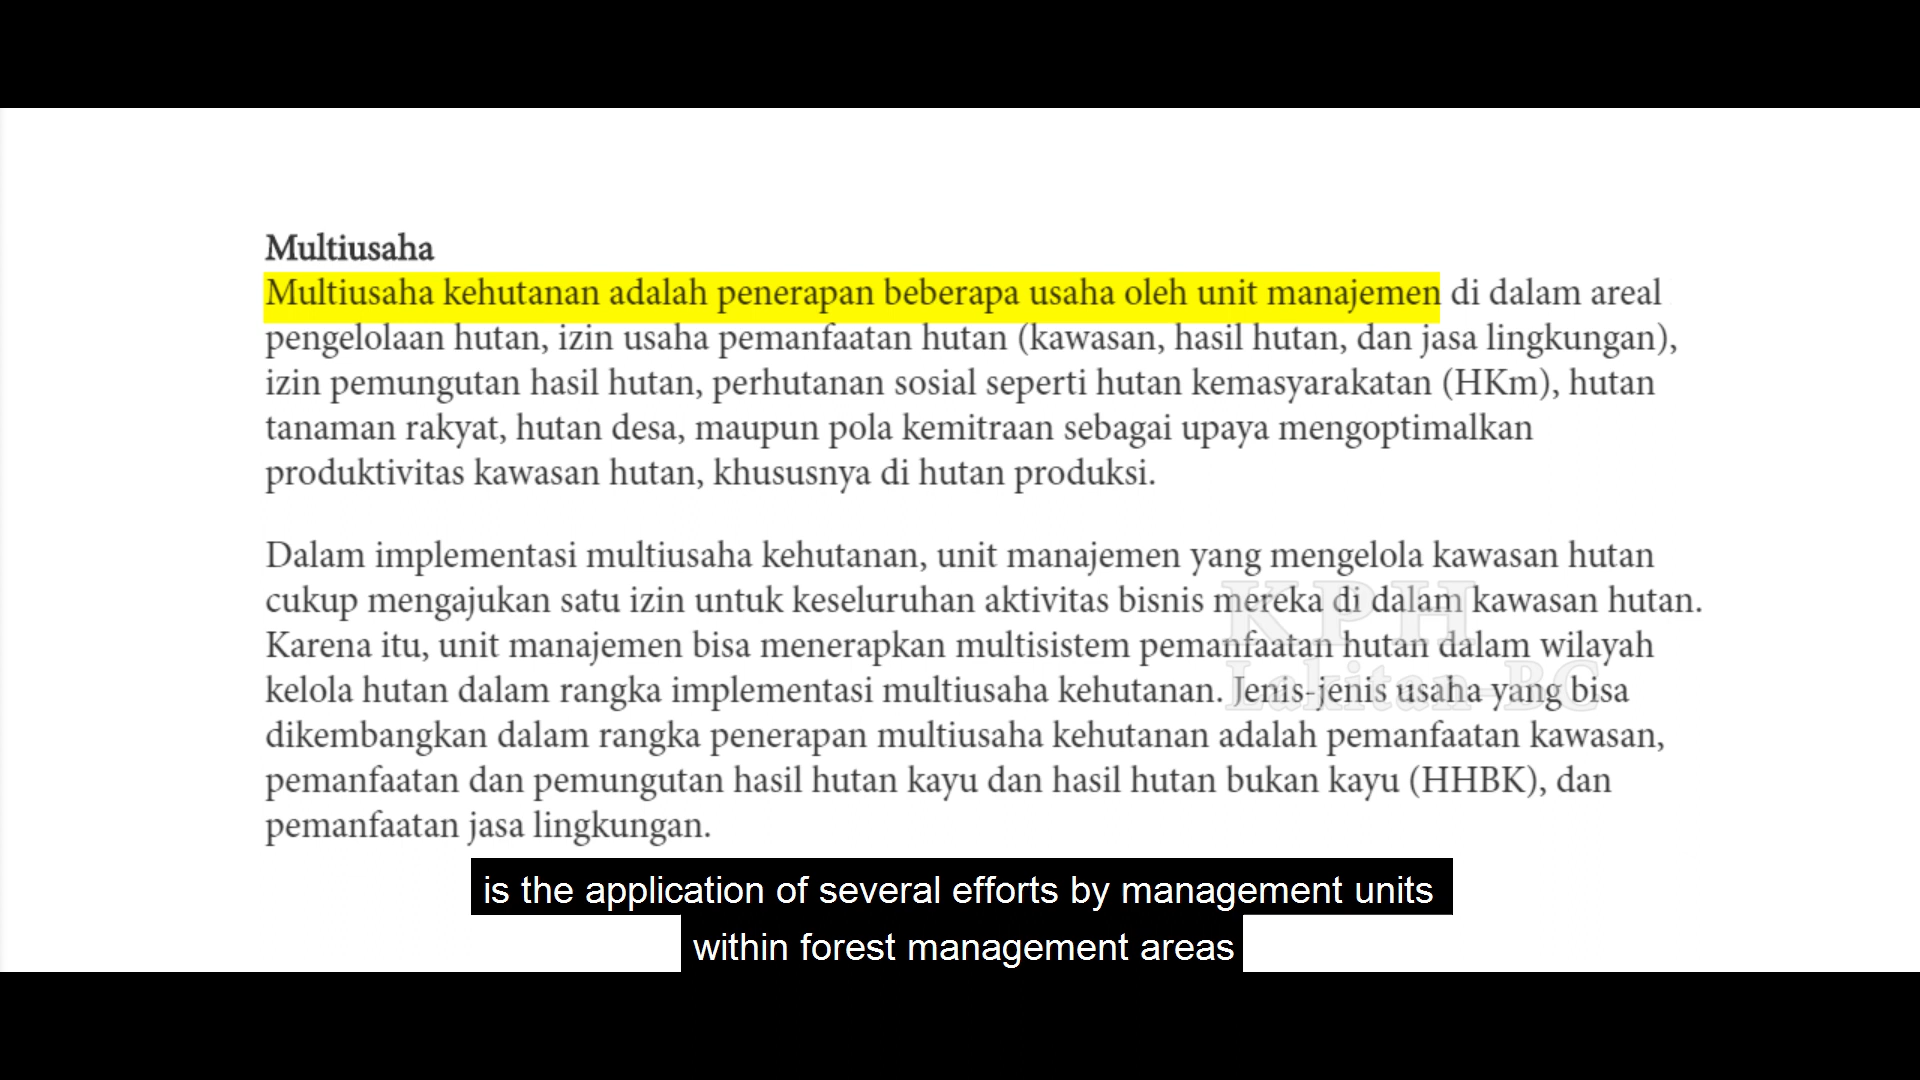 Multiusaha
Multiusaha kehutanan adalah penerapan beberapa usaha oleh unit manajemen di dalam areal
pengelolaan hutan, izin usaha pemanfaatan hutan (kawasan, hasil hutan, dan jasa lingkungan),
izin pemungutan hasil hutan, perhutanan sosial seperti hutan kemasyarakatan (HKm), hutan
tanaman rakyat, hutan desa, maupun pola kemitraan sebagai upaya mengoptimalkan
produktivitas kawasan hutan, khususnya di hutan produksi.
Dalam implementasi multiusaha kehutanan, unit manajemen yang mengelola kawasan hutan
cukup mengajukan satu izin untuk keseluruhan aktivitas bisnis mereka di dalam kawasan hutan.
Karena itu, unit manajemen bisa menerapkan multisistem pemanfaatan hutan dalam wilayah
kelola hutan dalam rangka implementasi multiusaha kehutanan. Jenis-jenis usaha yang bisa
dikembangkan dalam rangka penerapan multiusaha kehutanan adalah pemanfaatan kawasan,
pemanfaatan dan pemungutan hasil hutan kayu dan hasil hutan bukan kayu (HHBK), dan
pemanfaatan jasa lingkungan.
KPH
Lakitan-BC
is the application of several efforts by management units
within forest management areas